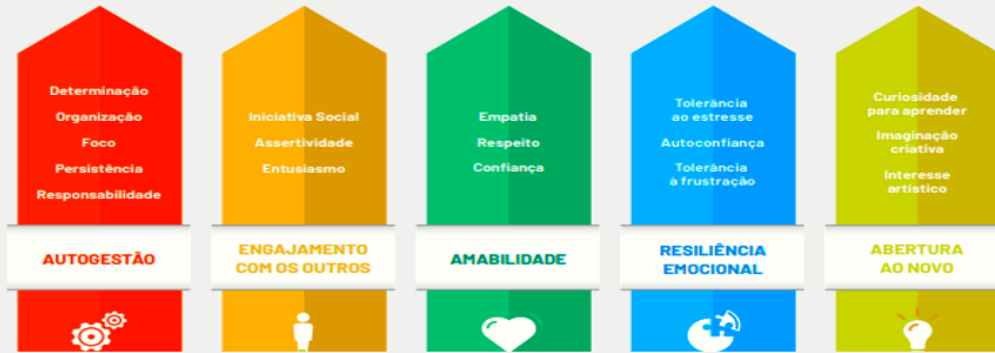 Determinação
Organização
Foco
Persistência
Responsabilidade
AUTOGESTÃO
Iniciativa Social
Assertividade
Entusiasmo
ENGAJAMENTO
COM OS OUTROS
Empatia
Respeito
Confiança
AMABILIDADE
Tolerância
ao estresse
Autoconfiança
Tolerância
à frustração
RESILIÊNCIA
EMOCIONAL
Curiosidade
para aprender
Imaginação
criativa
Interesse
artístico
ABERTURA
AO NOVO